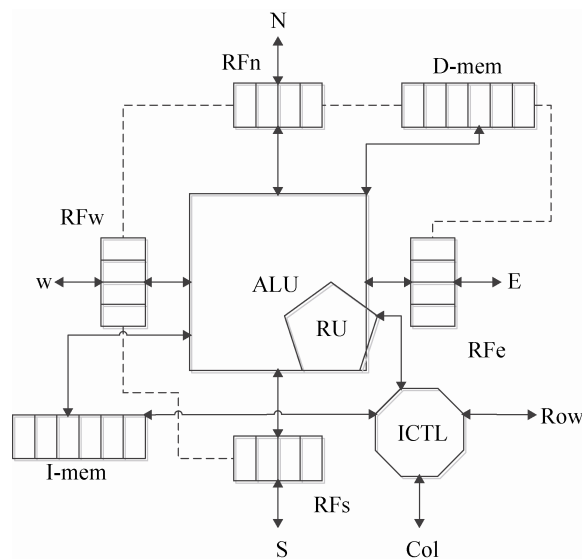 N
RFn
D-mem
RFw
w
ALU
E
RU
RFe
Row
ICTL
I-mem
RFs
S
Col